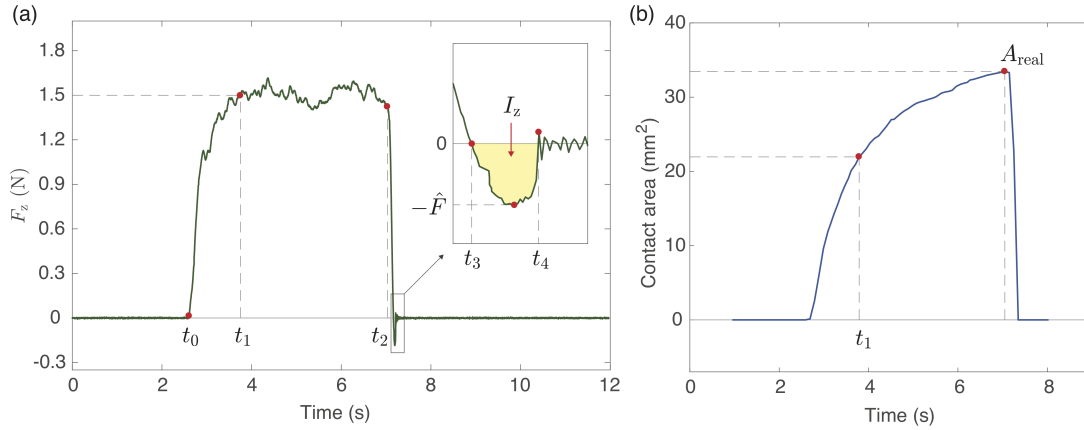 (a)
1.8
1.5
1.2
0.9
0.6
0.3
0
-0.3
F_z (N)
t_0
t_1
t_2
0
2
4
6
8
10
12
Time (s)
I_z
0
−F̂
t_3
t_4
(b)
40
30
20
10
0
Contact area (mm²)
A_real
t_1
0
2
4
6
8
Time (s)